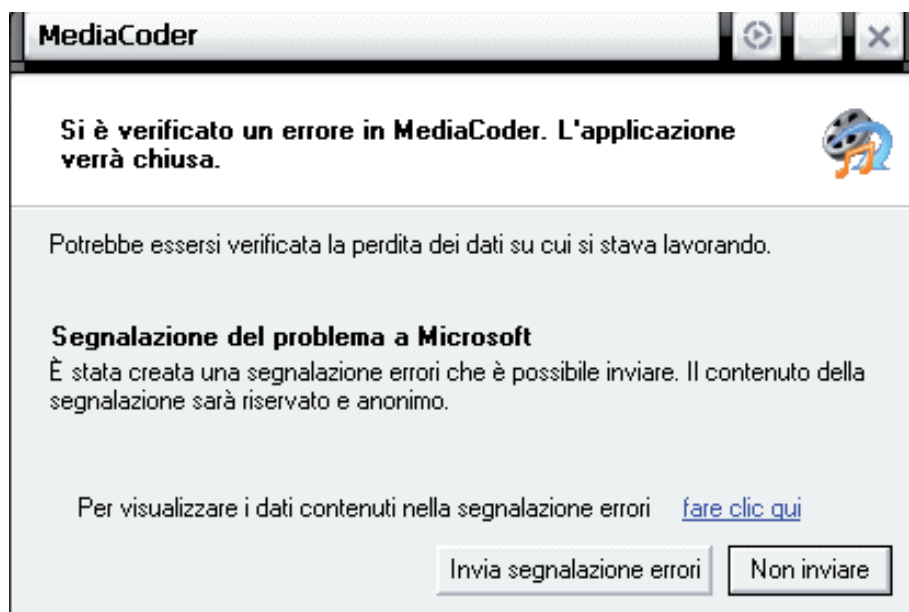 MediaCoder
Si è verificato un errore in MediaCoder. L'applicazione
verrà chiusa.
Potrebbe essersi verificata la perdita dei dati su cui si stava lavorando.
Segnalazione del problema a Microsoft
È stata creata una segnalazione errori che è possibile inviare. Il contenuto della
segnalazione sarà riservato e anonimo.
Per visualizzare i dati contenuti nella segnalazione errori fare clic qui
Invia segnalazione errori Non inviare